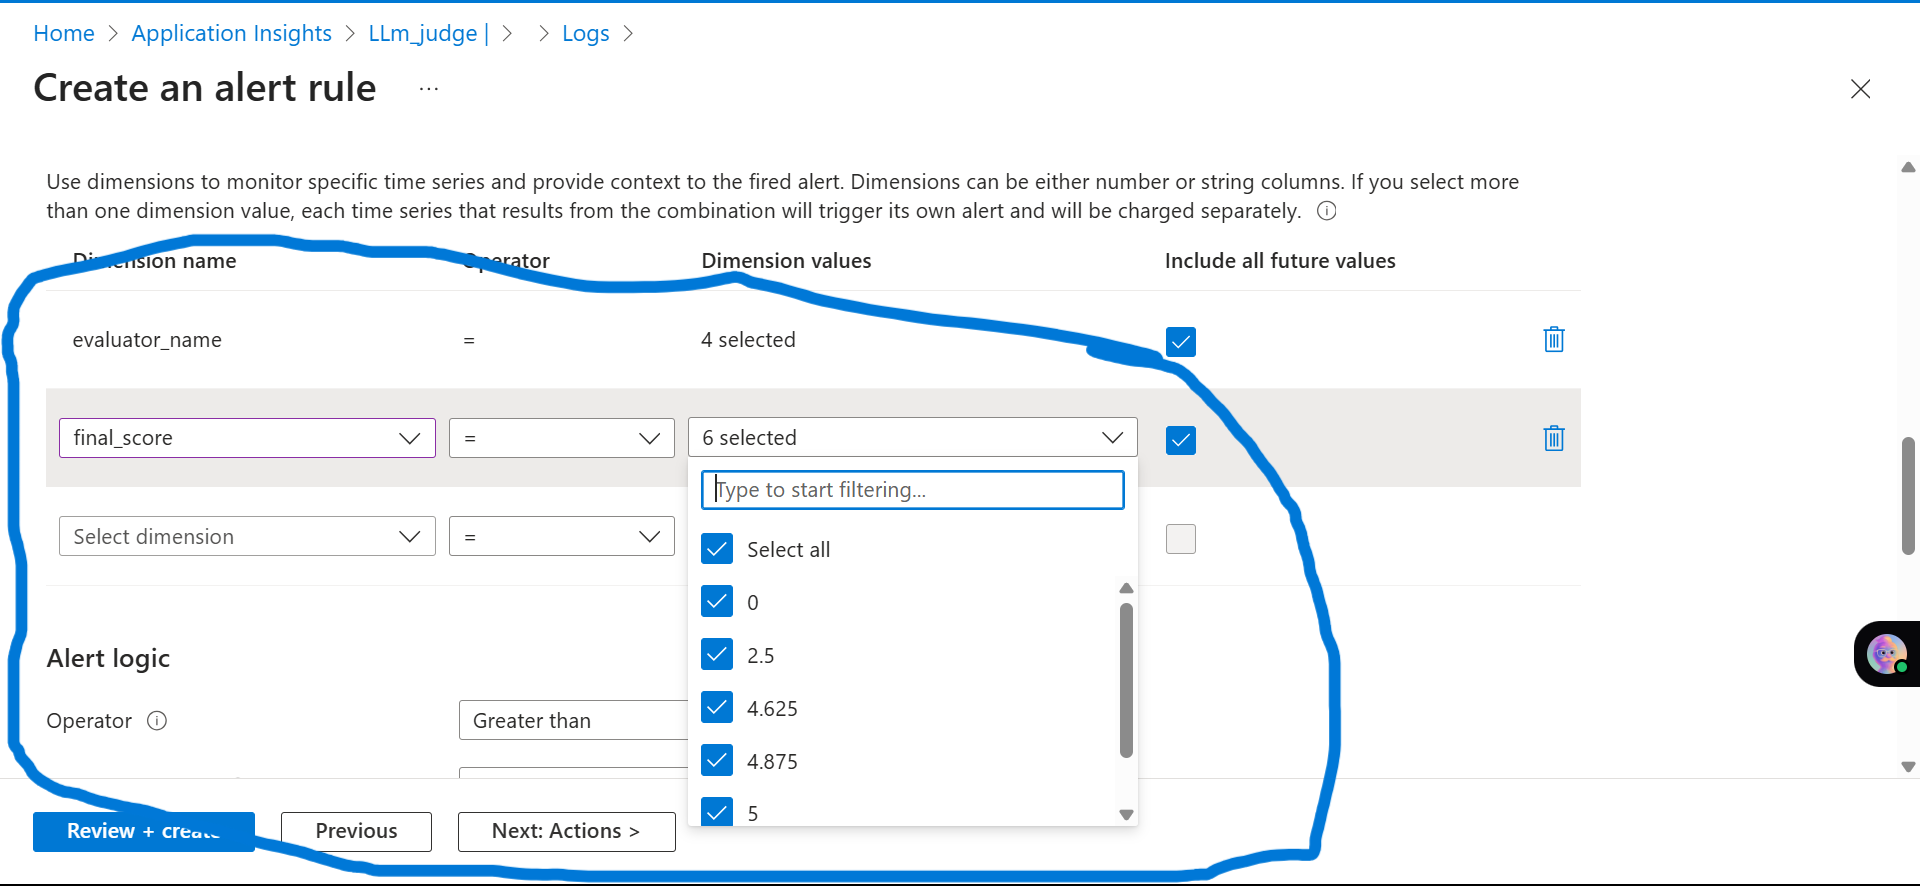 Home > Application Insights > LLm_judge | > > Logs >
Create an alert rule ...
Use dimensions to monitor specific time series and provide context to the fired alert. Dimensions can be either number or string columns. If you select more
than one dimension value, each time series that results from the combination will trigger its own alert and will be charged separately.
Dimension name Operator Dimension values Include all future values
evaluator_name = 4 selected
final_score = 6 selected
Type to start filtering...
Select dimension =
Select all
0
2.5
4.625
4.875
5
Alert logic
Operator Greater than
Review + create Previous Next: Actions >